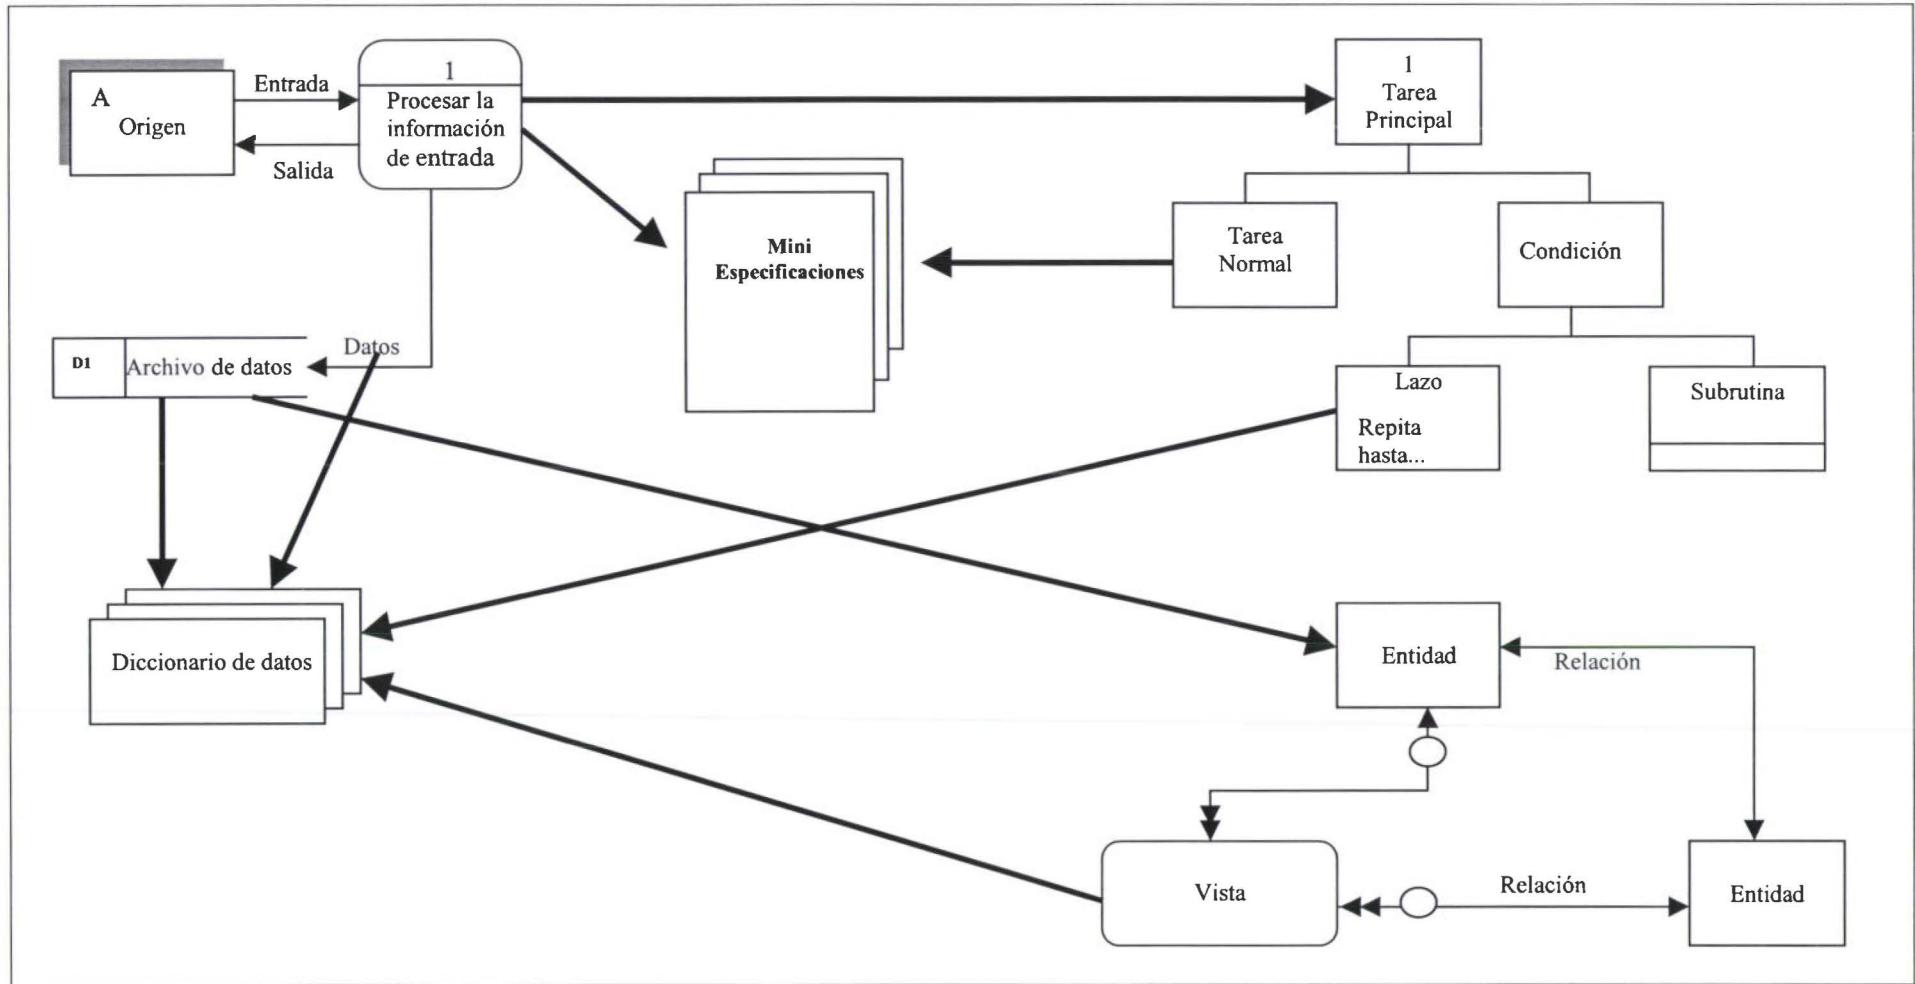 A
Origen
Entrada
Salida
1
Procesar la
información
de entrada
1
Tarea
Principal
Mini
Especificaciones
Tarea
Normal
Condición
D1
Archivo de datos
Datos
Lazo
Repita
hasta...
Subrutina
Diccionario de datos
Entidad
Relación
Vista
Relación
Entidad